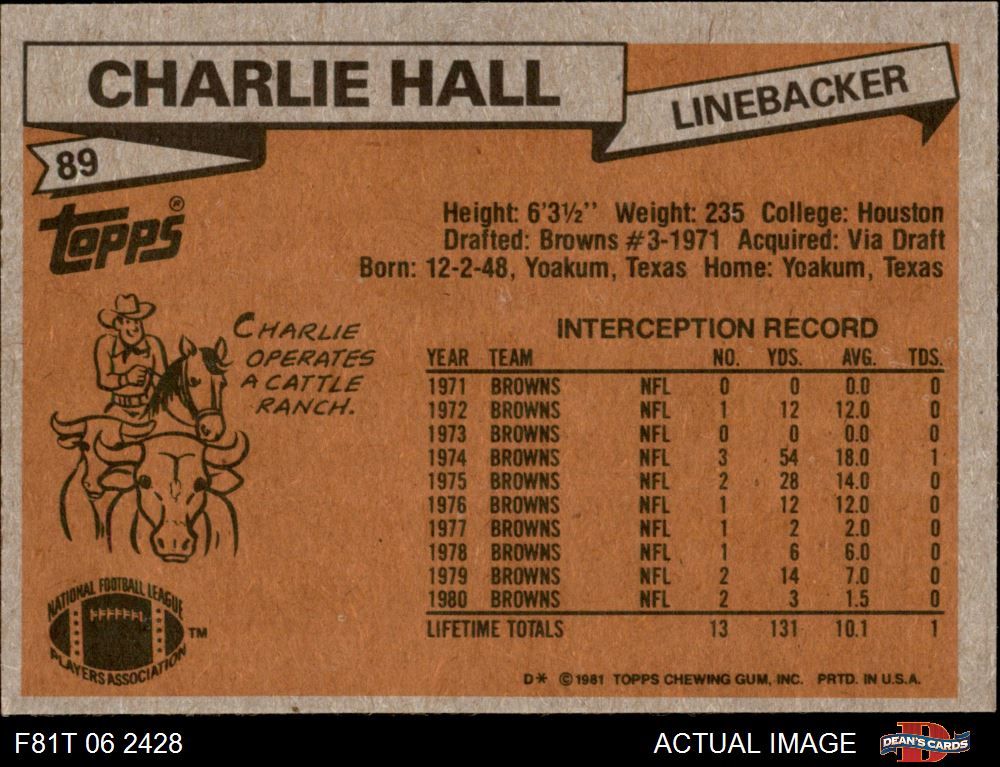 CHARLIE HALL
LINEBACKER
89
Topps®
Height: 6'3½'' Weight: 235 College: Houston
Drafted: Browns #3-1971 Acquired: Via Draft
Born: 12-2-48, Yoakum, Texas Home: Yoakum, Texas
CHARLIE
OPERATES
A CATTLE
RANCH.
INTERCEPTION RECORD
YEAR TEAM NO. YDS. AVG. TDS.
1971 BROWNS NFL 0 0 0.0 0
1972 BROWNS NFL 1 12 12.0 0
1973 BROWNS NFL 0 0 0.0 0
1974 BROWNS NFL 3 54 18.0 1
1975 BROWNS NFL 2 28 14.0 0
1976 BROWNS NFL 1 12 12.0 0
1977 BROWNS NFL 1 2 2.0 0
1978 BROWNS NFL 1 6 6.0 0
1979 BROWNS NFL 2 14 7.0 0
1980 BROWNS NFL 2 3 1.5 0
LIFETIME TOTALS 13 131 10.1 1
NATIONAL FOOTBALL LEAGUE
PLAYERS ASSOCIATION
TM
D* ©1981 TOPPS CHEWING GUM, INC. PRTD. IN U.S.A.
F81T 06 2428
ACTUAL IMAGE
DEAN'S CARDS